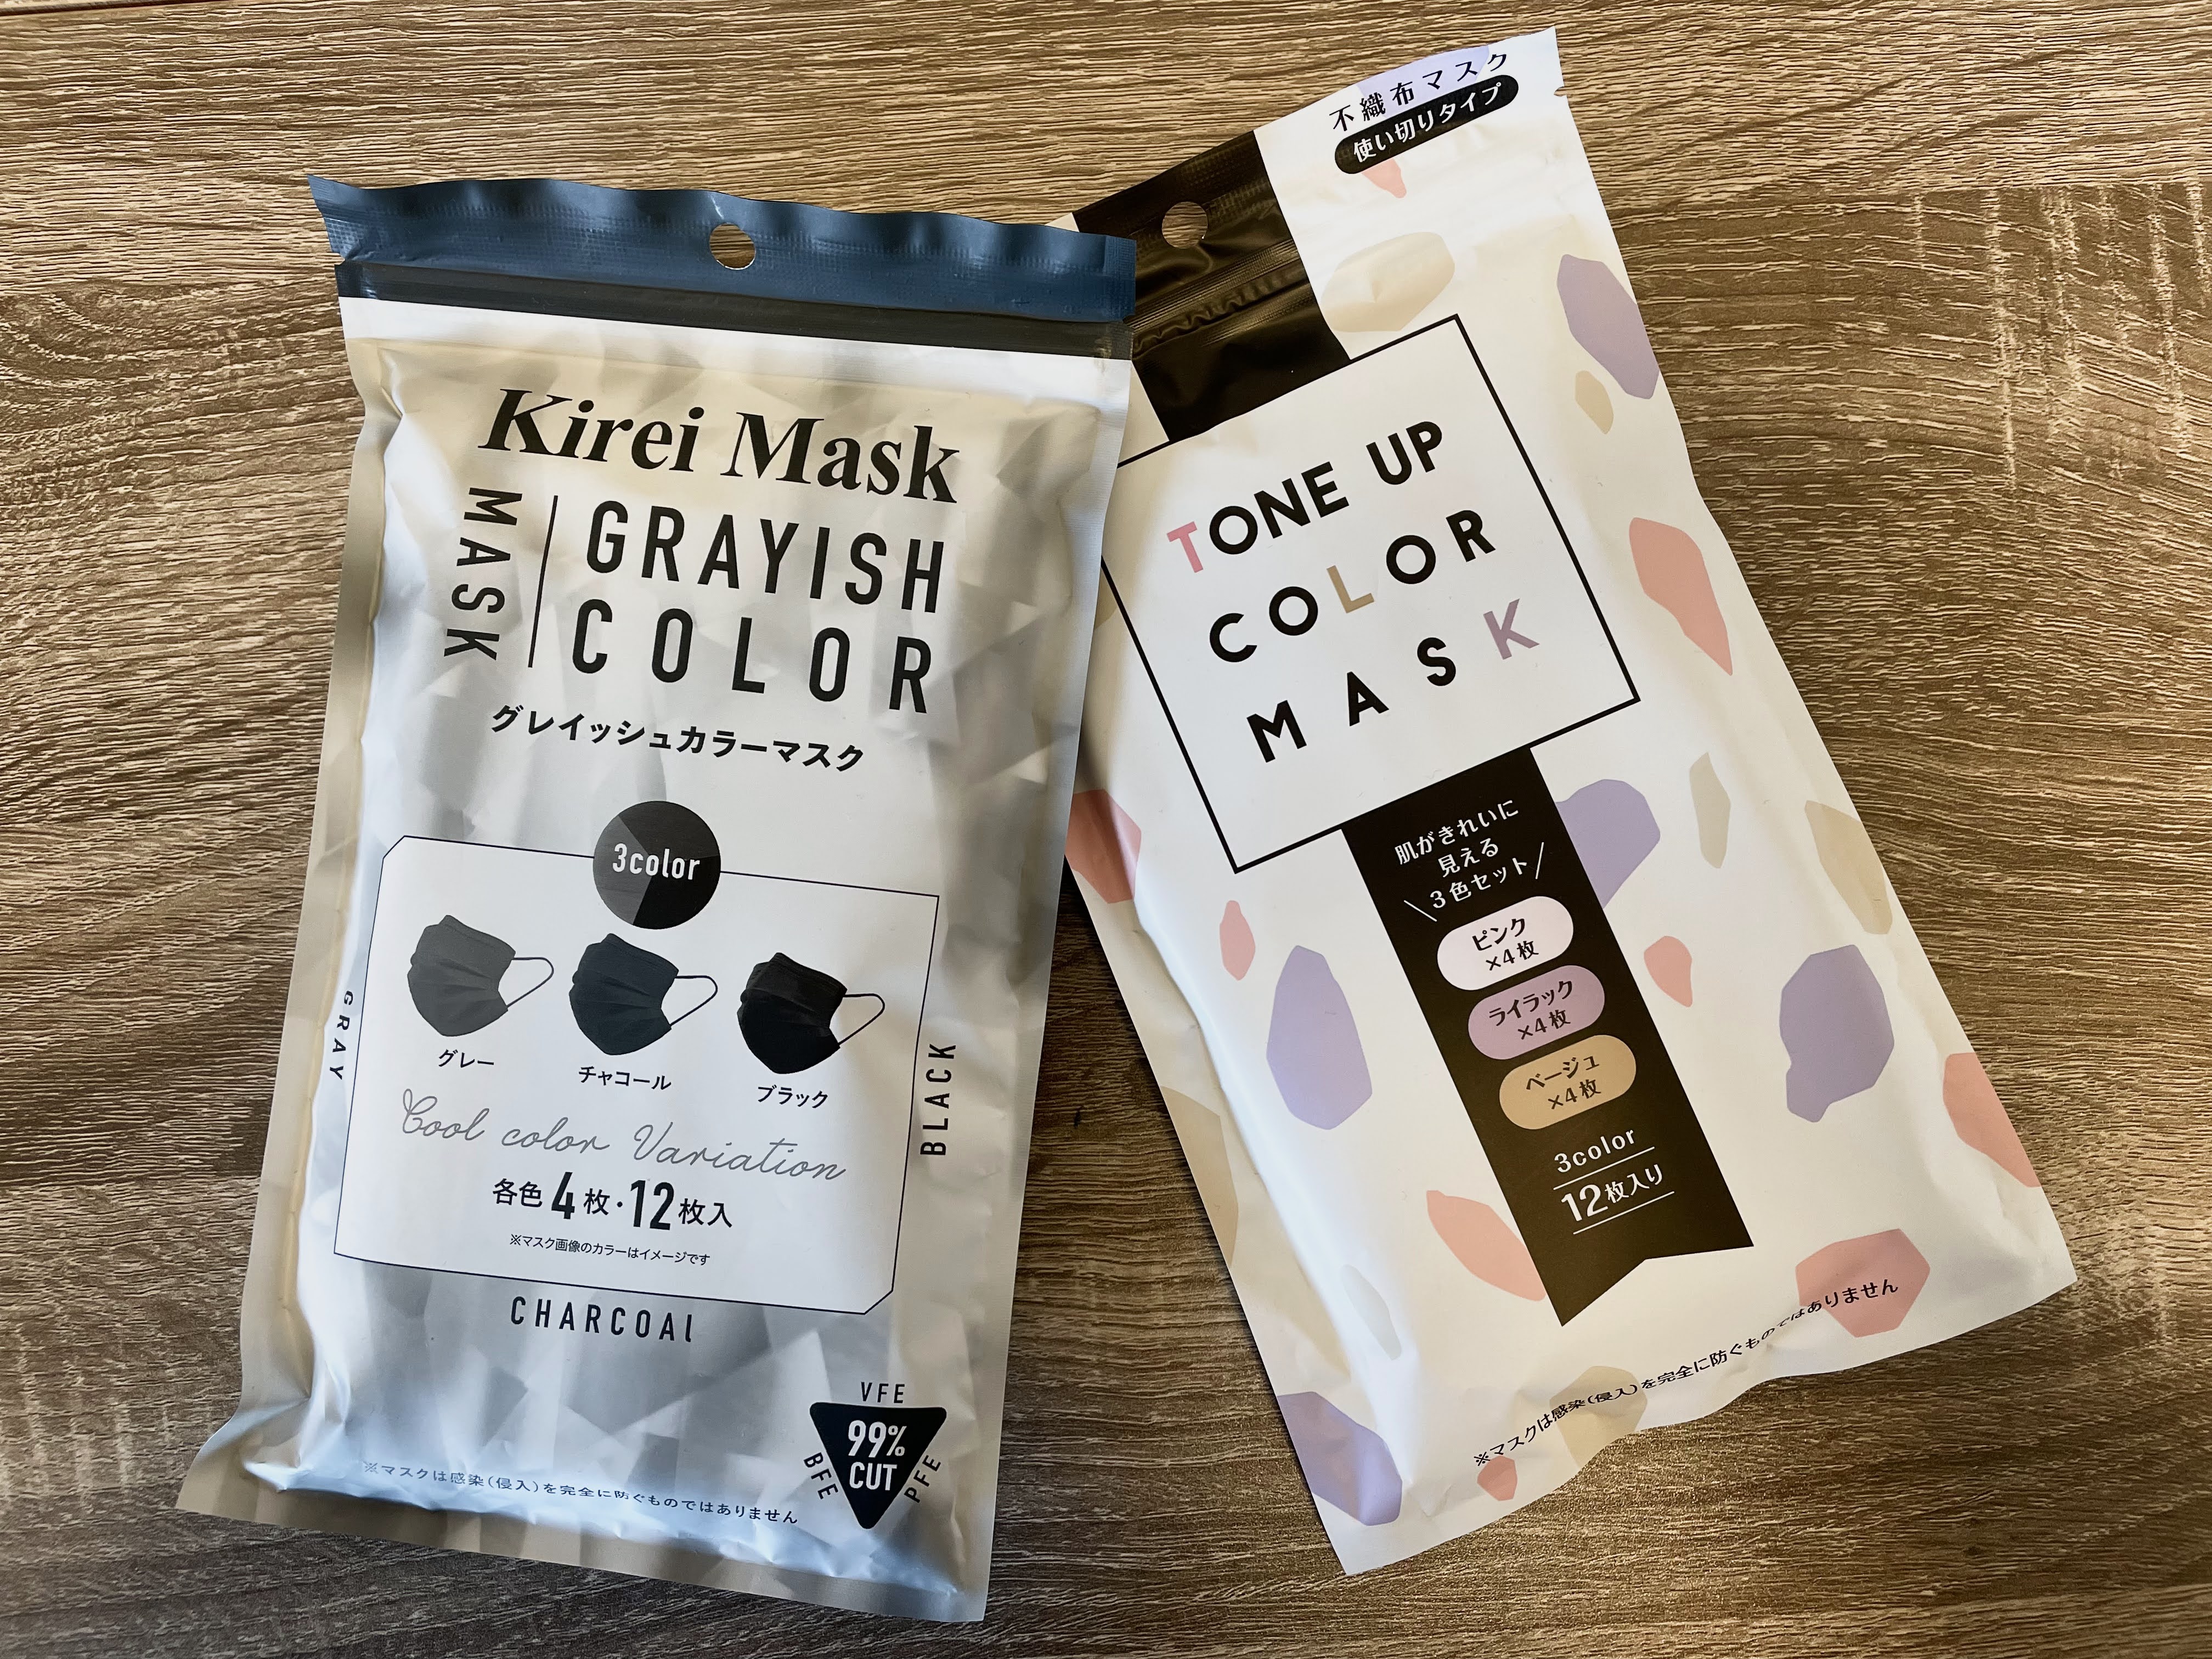 Kirei Mask
MASK
GRAYISH
COLOR
グレイッシュカラーマスク
3color
グレー
チャコール
ブラック
GRAY
BLACK
Cool color Variation
各色4枚・12枚入
※マスク画像のカラーはイメージです
CHARCOAl
VFE
99%
CUT
BFE
PFE
※マスクは感染(侵入)を完全に防ぐものではありません
不織布マスク
使い切りタイプ
TONE UP
COLOR
MASK
肌がきれいに
見える
3色セット
ピンク
×4枚
ライラック
×4枚
ベージュ
×4枚
3color
12枚入り
※マスクは感染(侵入)を完全に防ぐものではありません